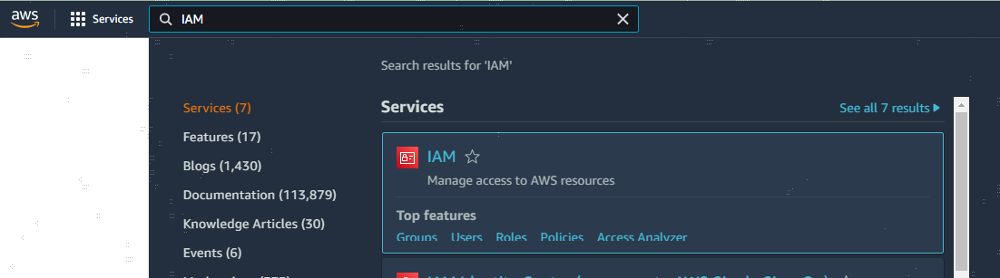 aws Services IAM
Search results for 'IAM'
Services (7)
Features (17)
Blogs (1,430)
Documentation (113,879)
Knowledge Articles (30)
Events (6)
Services See all 7 results
IAM
Manage access to AWS resources
Top features
Groups Users Roles Policies Access Analyzer